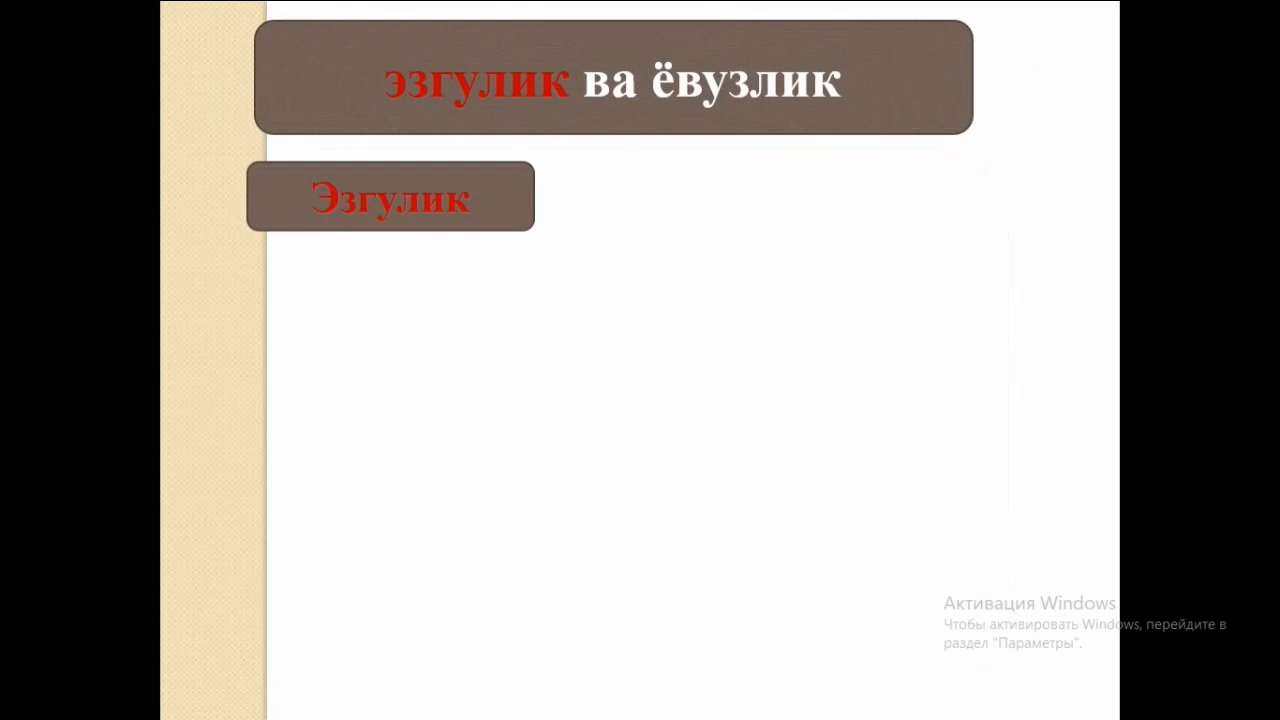 эзгулик ва ёвузлик
Эзгулик
Активация Windows
Чтобы активировать Windows, перейдите в
раздел "Параметры".